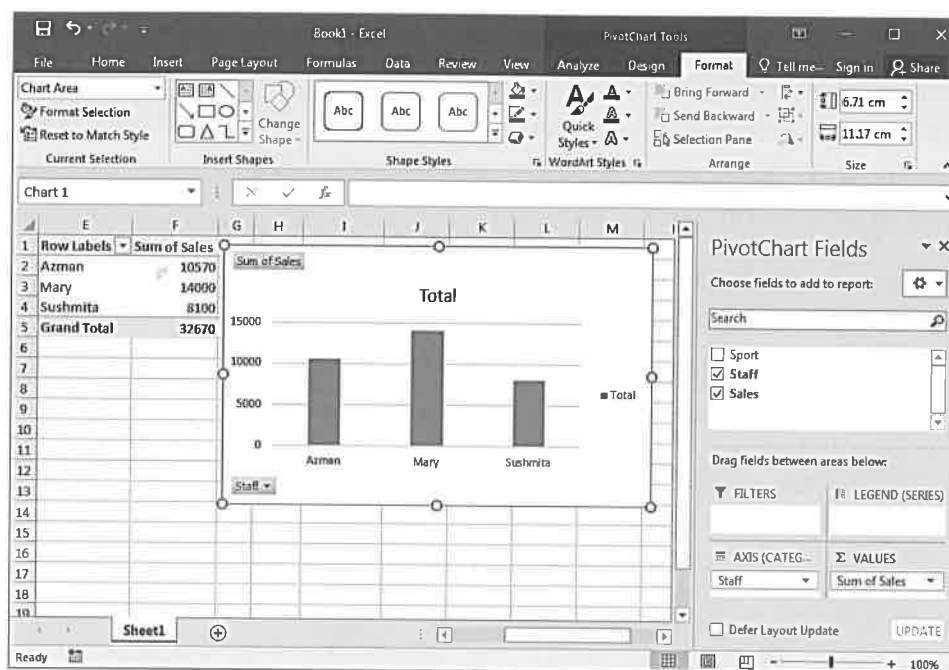 Book1 - Excel
PivotChart Tools
File Home Insert Page Layout Formulas Data Review View Analyze Design Format Tell me... Sign in Share
Chart Area
Format Selection
Reset to Match Style
Current Selection
Change
Shape
Insert Shapes
Abc Abc Abc
Shape Styles
Quick
Styles
WordArt Styles
Bring Forward
Send Backward
Selection Pane
Arrange
6.71 cm
11.17 cm
Size
Chart 1
fx
E F G H I J K L M
1 Row Labels Sum of Sales
2 Azman 10570
3 Mary 14000
4 Sushmita 8100
5 Grand Total 32670
6
7
8
9
10
11
12
13
14
15
16
17
18
19
Sum of Sales
Total
15000
10000
5000
0
Azman Mary Sushmita
Total
Staff
PivotChart Fields
Choose fields to add to report:
Search
Sport
Staff
Sales
Drag fields between areas below:
FILTERS
LEGEND (SERIES)
AXIS (CATEG...
Σ VALUES
Staff
Sum of Sales
Defer Layout Update
UPDATE
Sheet1
Ready
100%